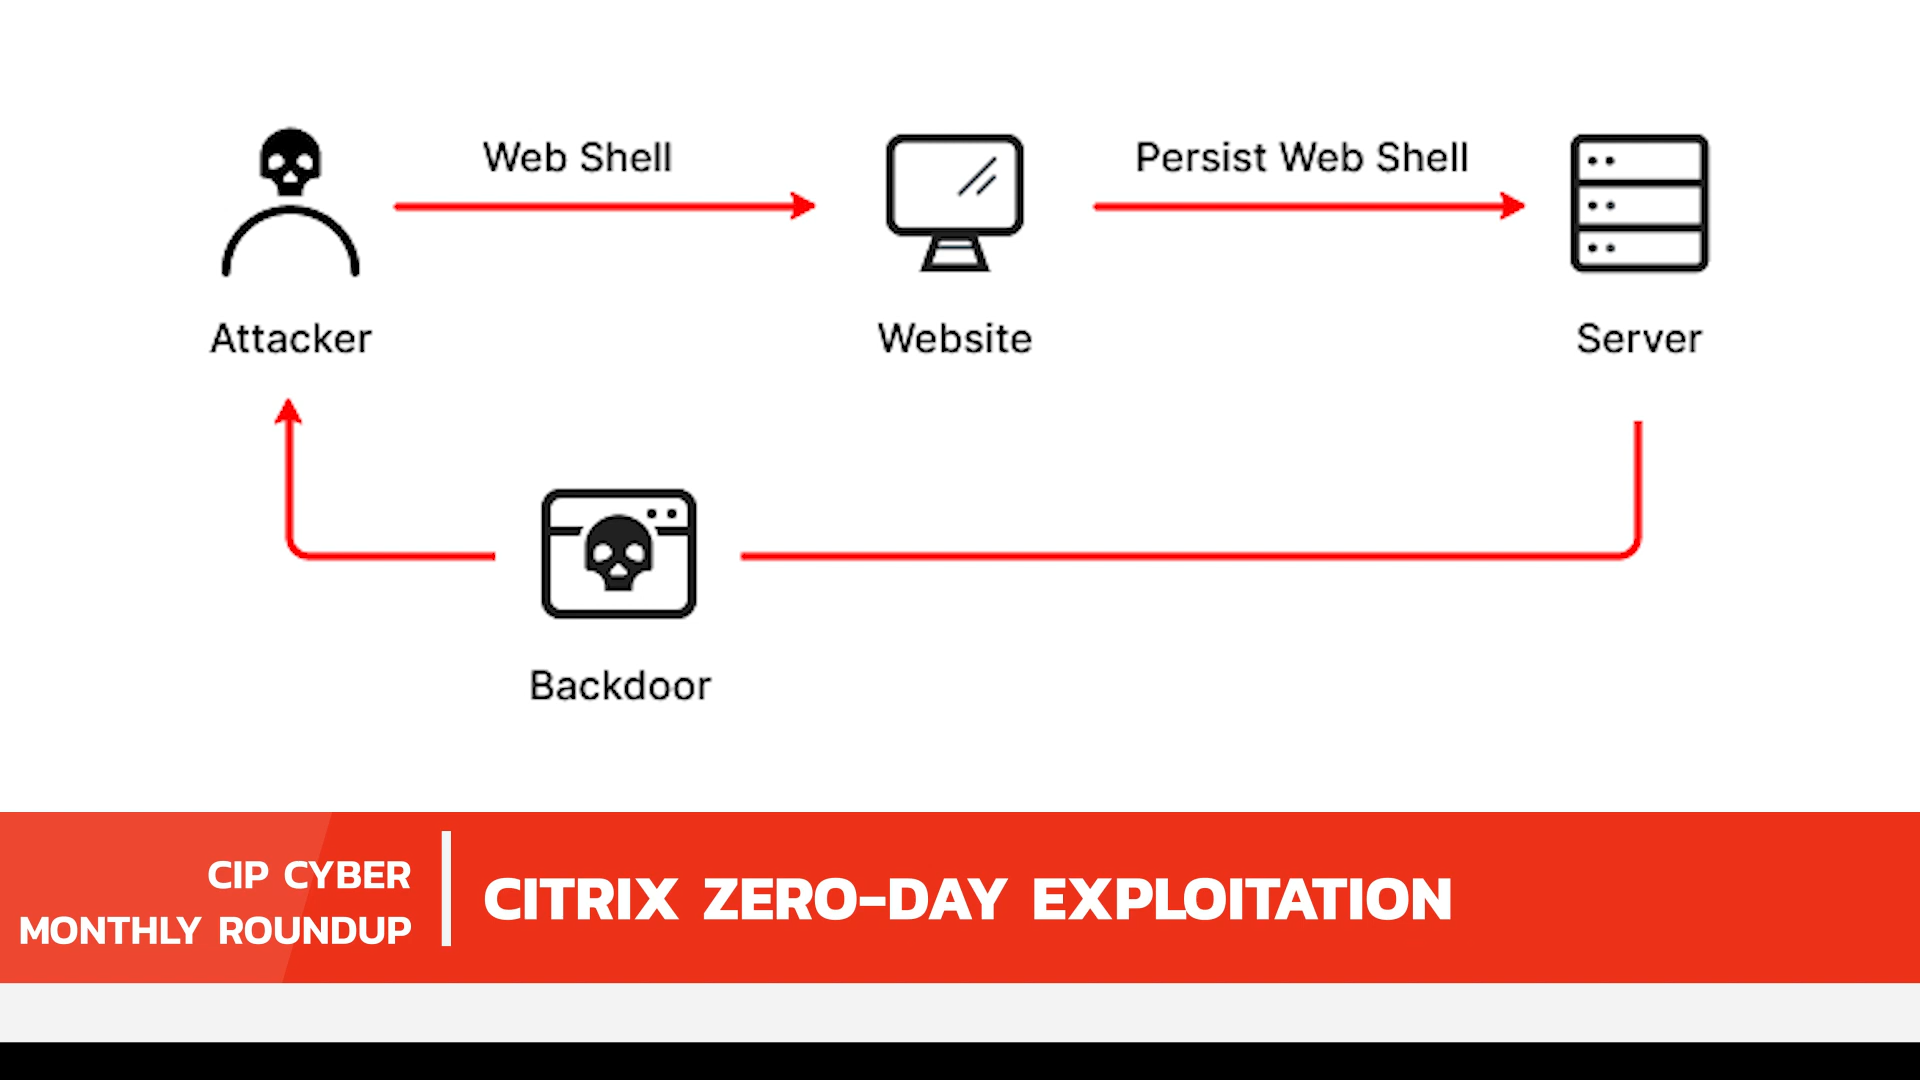 Web Shell
Persist Web Shell
Attacker
Website
Server
Backdoor
CIP CYBER
MONTHLY ROUNDUP
CITRIX ZERO-DAY EXPLOITATION